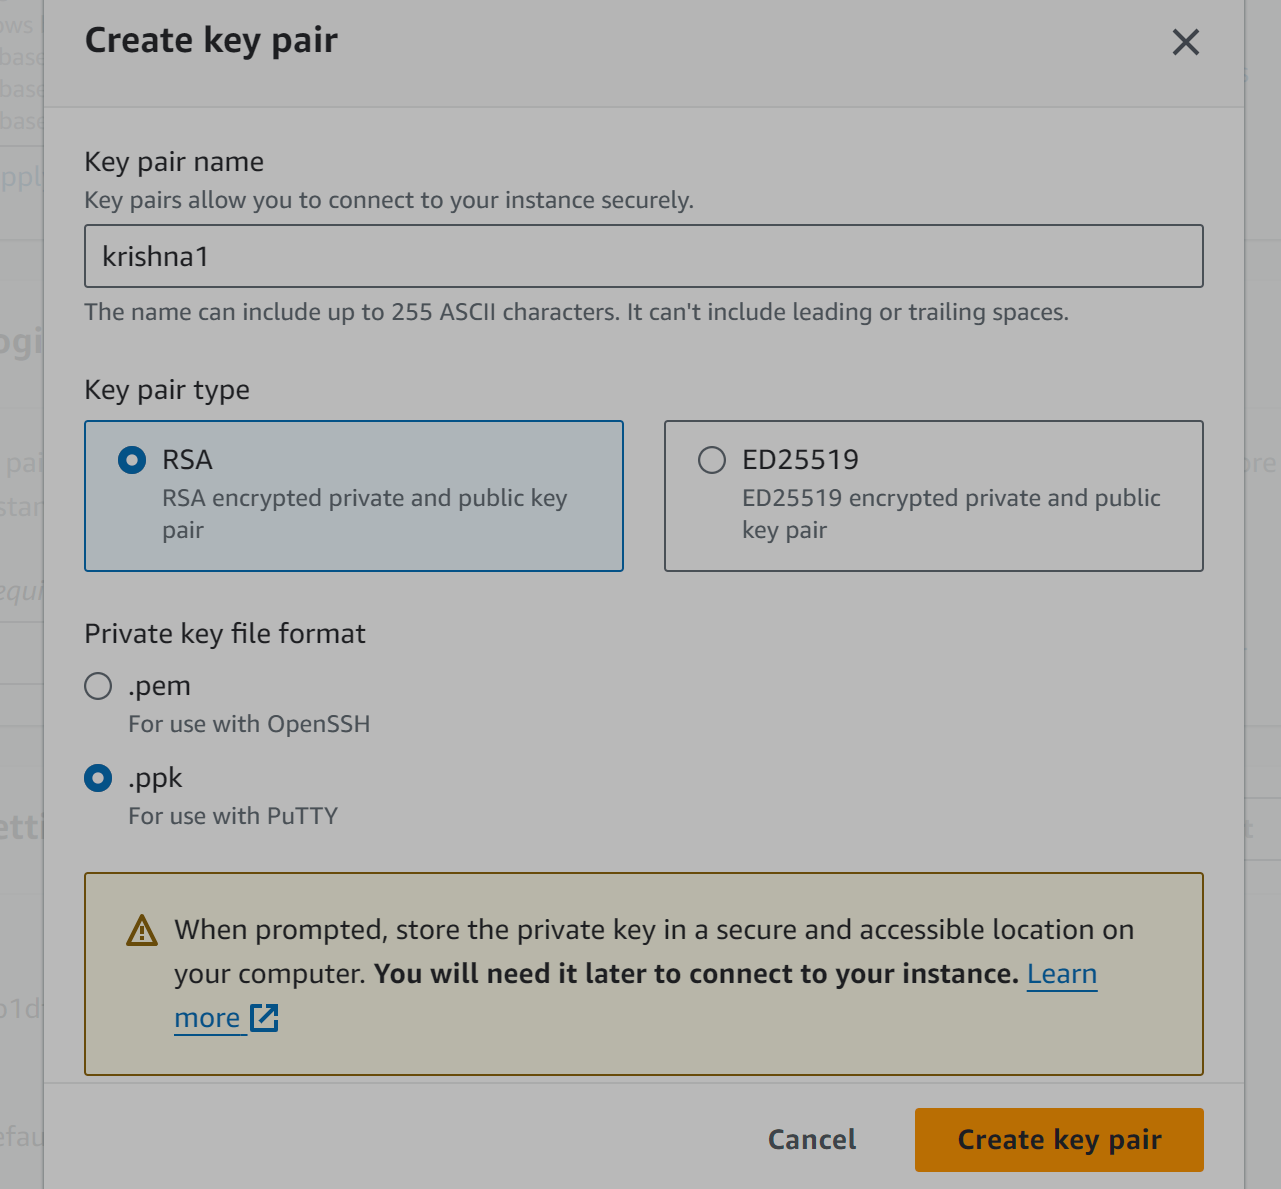 Create key pair
Key pair name
Key pairs allow you to connect to your instance securely.
krishna1
The name can include up to 255 ASCII characters. It can't include leading or trailing spaces.
Key pair type
RSA
RSA encrypted private and public key
pair
ED25519
ED25519 encrypted private and public
key pair
Private key file format
.pem
For use with OpenSSH
.ppk
For use with PuTTY
When prompted, store the private key in a secure and accessible location on
your computer. You will need it later to connect to your instance. Learn
more
Cancel
Create key pair